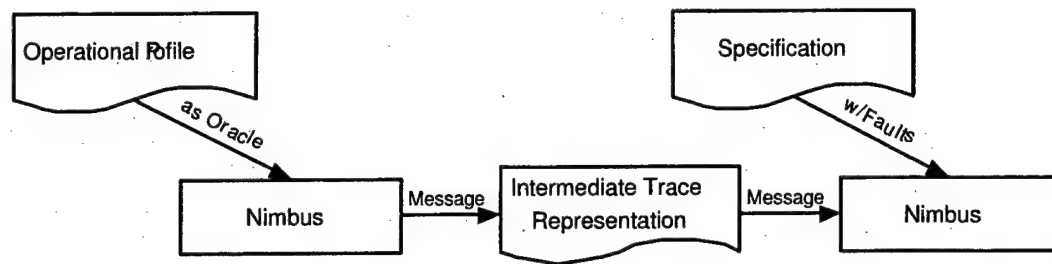 Operational Pofile
Specification
as Oracle
w/Faults
Nimbus
Message
Intermediate Trace
Representation
Message
Nimbus